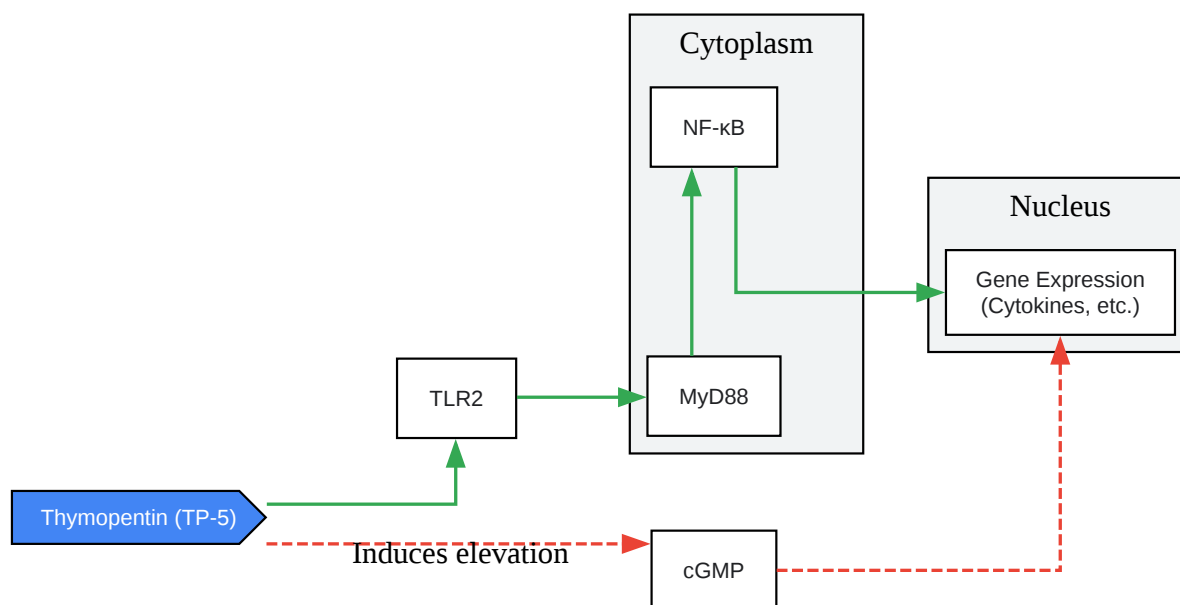 Cytoplasm
NF-κB
Nucleus
Gene Expression
(Cytokines, etc.)
TLR2
MyD88
Thymopentin (TP-5)
Induces elevation
cGMP